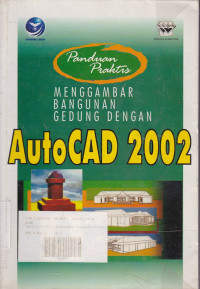 Panduan
Praktis
MENGGAMBAR
BANGUNAN
GEDUNG DENGAN
AutoCAD 2002